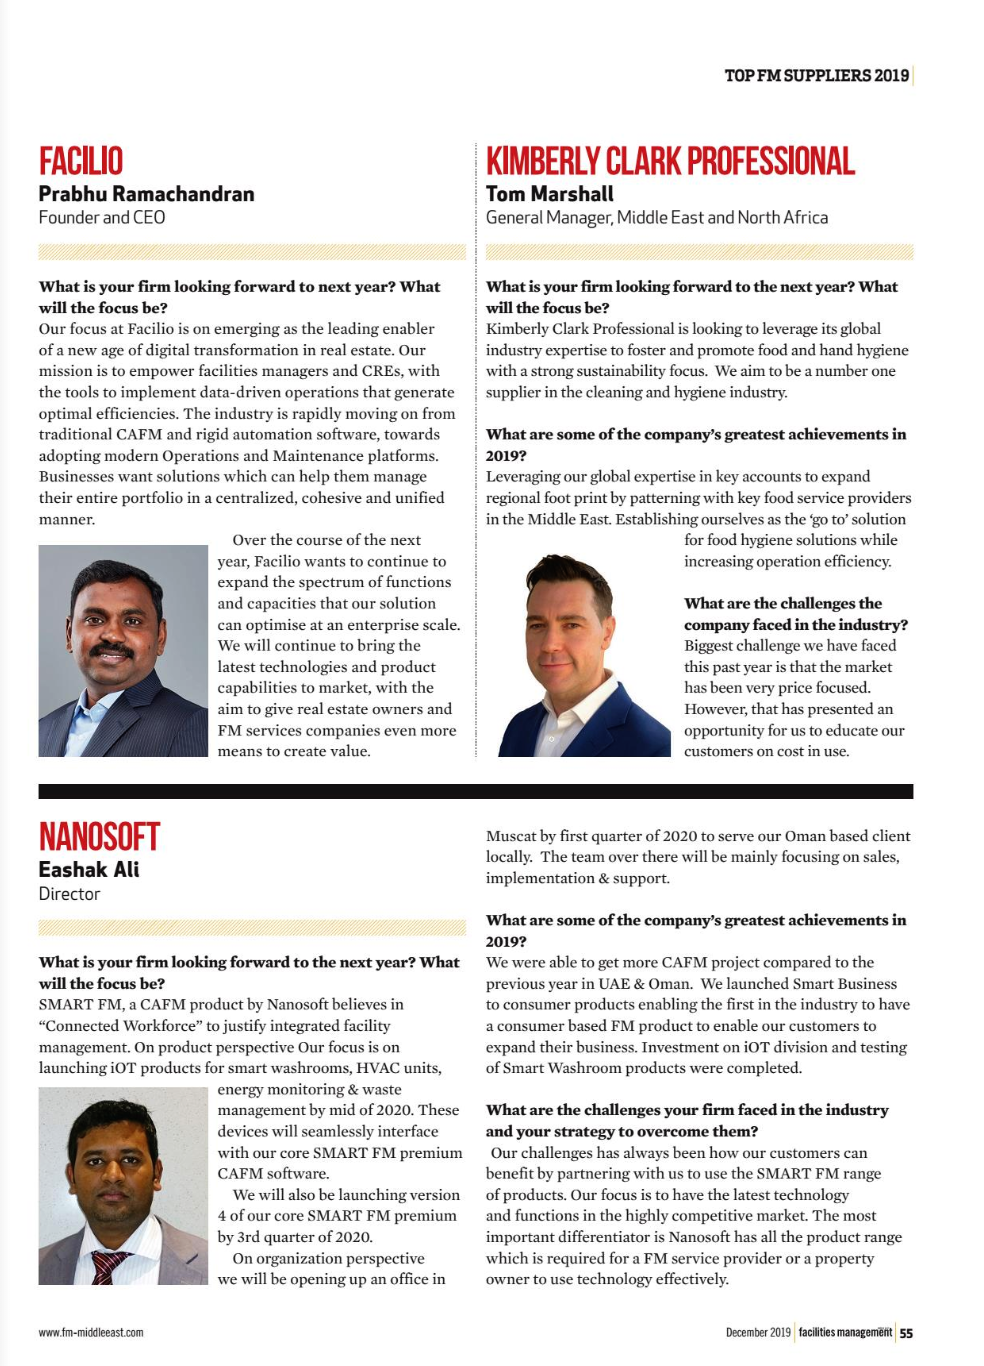 TOP FM SUPPLIERS 2019
FACILIO
Prabhu Ramachandran
Founder and CEO
What is your firm looking forward to next year? What
will the focus be?
Our focus at Facilio is on emerging as the leading enabler
of a new age of digital transformation in real estate. Our
mission is to empower facilities managers and CREs, with
the tools to implement data-driven operations that generate
optimal efficiencies. The industry is rapidly moving on from
traditional CAFM and rigid automation software, towards
adopting modern Operations and Maintenance platforms.
Businesses want solutions which can help them manage
their entire portfolio in a centralized, cohesive and unified
manner.
Over the course of the next
year, Facilio wants to continue to
expand the spectrum of functions
and capacities that our solution
can optimise at an enterprise scale.
We will continue to bring the
latest technologies and product
capabilities to market, with the
aim to give real estate owners and
FM services companies even more
means to create value.
KIMBERLY CLARK PROFESSIONAL
Tom Marshall
General Manager, Middle East and North Africa
What is your firm looking forward to the next year? What
will the focus be?
Kimberly Clark Professional is looking to leverage its global
industry expertise to foster and promote food and hand hygiene
with a strong sustainability focus.  We aim to be a number one
supplier in the cleaning and hygiene industry.
What are some of the company's greatest achievements in
2019?
Leveraging our global expertise in key accounts to expand
regional foot print by patterning with key food service providers
in the Middle East. Establishing ourselves as the 'go to' solution
for food hygiene solutions while
increasing operation efficiency.
What are the challenges the
company faced in the industry?
Biggest challenge we have faced
this past year is that the market
has been very price focused.
However, that has presented an
opportunity for us to educate our
customers on cost in use.
NANOSOFT
Eashak Ali
Director
What is your firm looking forward to the next year? What
will the focus be?
SMART FM, a CAFM product by Nanosoft believes in
"Connected Workforce" to justify integrated facility
management. On product perspective Our focus is on
launching iOT products for smart washrooms, HVAC units,
energy monitoring & waste
management by mid of 2020. These
devices will seamlessly interface
with our core SMART FM premium
CAFM software.
We will also be launching version
4 of our core SMART FM premium
by 3rd quarter of 2020.
On organization perspective
we will be opening up an office in
Muscat by first quarter of 2020 to serve our Oman based client
locally.  The team over there will be mainly focusing on sales,
implementation & support.
What are some of the company's greatest achievements in
2019?
We were able to get more CAFM project compared to the
previous year in UAE & Oman.  We launched Smart Business
to consumer products enabling the first in the industry to have
a consumer based FM product to enable our customers to
expand their business. Investment on iOT division and testing
of Smart Washroom products were completed.
What are the challenges your firm faced in the industry
and your strategy to overcome them?
Our challenges has always been how our customers can
benefit by partnering with us to use the SMART FM range
of products. Our focus is to have the latest technology
and functions in the highly competitive market. The most
important differentiator is Nanosoft has all the product range
which is required for a FM service provider or a property
owner to use technology effectively.
www.fm-middleeast.com
December 2019 facilities management 55